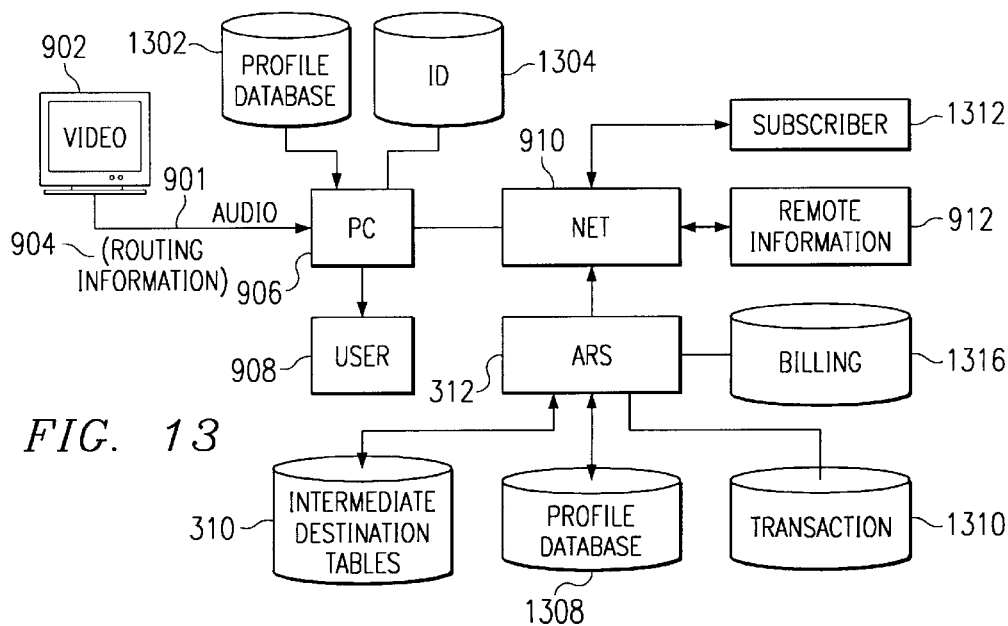 1302
1304
902
PROFILE
DATABASE
ID
SUBSCRIBER
1312
VIDEO
910
901
AUDIO
PC
NET
REMOTE
INFORMATION
912
904
(ROUTING
INFORMATION)
906
908
USER
312
ARS
BILLING
1316
FIG. 13
310
INTERMEDIATE
DESTINATION
TABLES
PROFILE
DATABASE
1308
TRANSACTION
1310